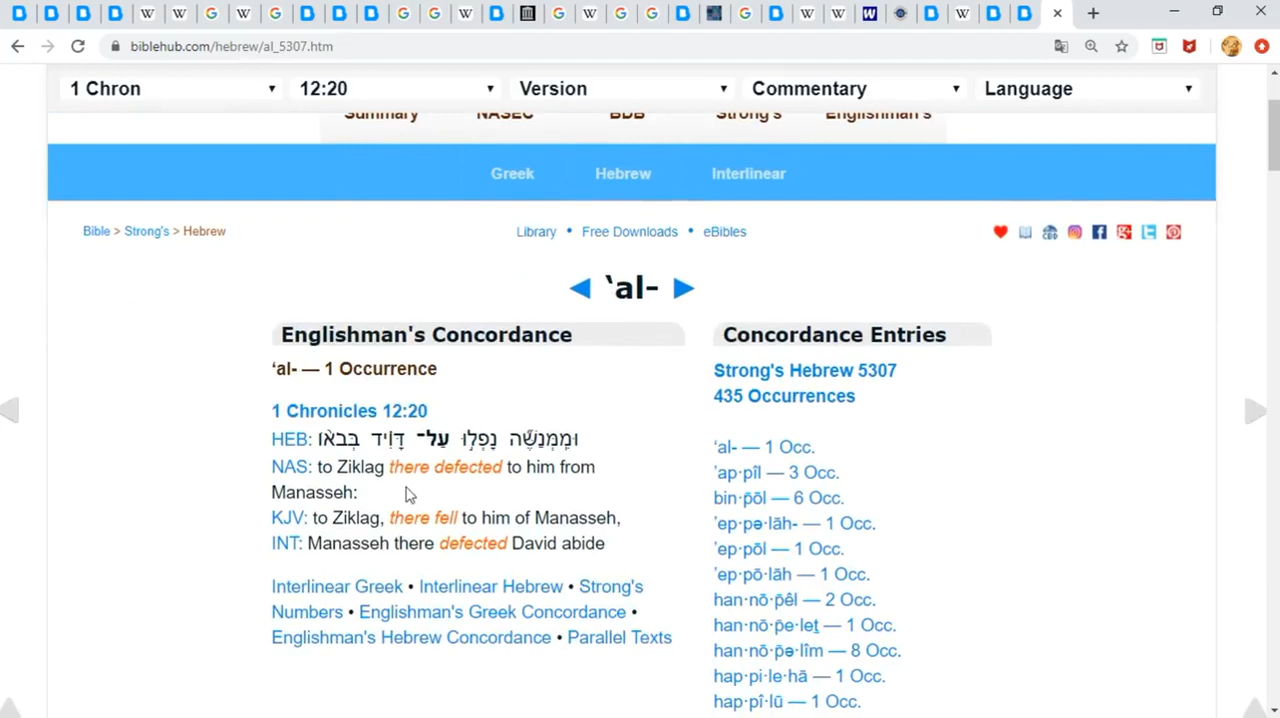 biblehub.com/hebrew/al_5307.htm
1 Chron 12:20 Version Commentary Language
Summary NASEC BDB Strong's Englishman's
Greek Hebrew Interlinear
Bible > Strong's > Hebrew
Library • Free Downloads • eBibles
◄ ‘al- ►
Englishman's Concordance
‘al- — 1 Occurrence
1 Chronicles 12:20
HEB: וּֽמִמְּנַשֶּׁ֞ה נָפְל֣וּ עַל־ דָּוִ֗יד בְּבֹא֨וֹ
NAS: to Ziklag there defected to him from
Manasseh:
KJV: to Ziklag, there fell to him of Manasseh,
INT: Manasseh there defected David abide
Interlinear Greek • Interlinear Hebrew • Strong's
Numbers • Englishman's Greek Concordance •
Englishman's Hebrew Concordance • Parallel Texts
Concordance Entries
Strong's Hebrew 5307
435 Occurrences
‘al- — 1 Occ.
’ap·pîl — 3 Occ.
bin·p̄ōl — 6 Occ.
’ep·pə·lāh- — 1 Occ.
’ep·pōl — 1 Occ.
’ep·pō·lāh — 1 Occ.
han·nō·p̄êl — 2 Occ.
han·nō·p̄e·leṯ — 1 Occ.
han·nō·p̄ə·lîm — 8 Occ.
hap·pi·le·hā — 1 Occ.
hap·pî·lū — 1 Occ.